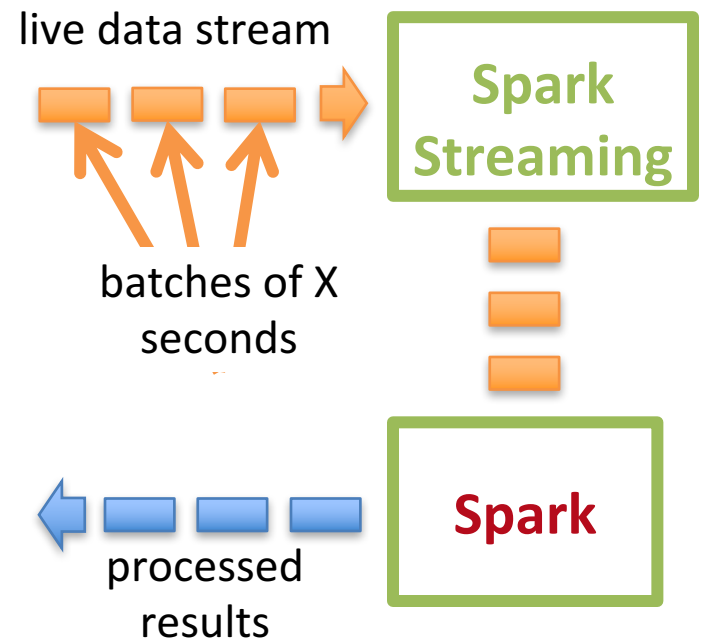 live data stream
Spark
Streaming
batches of X
seconds
Spark
processed
results